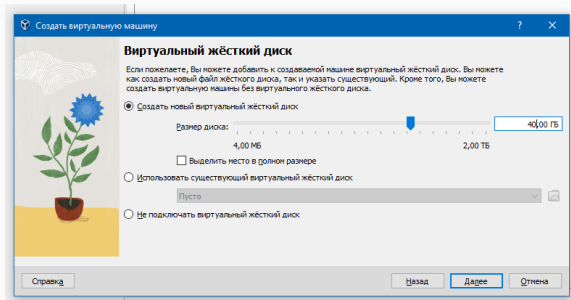 Создать виртуальную машину
Виртуальный жёсткий диск
Если пожелаете, Вы можете добавить к создаваемой машине виртуальный жёсткий диск. Вы можете
как создать новый файл жёсткого диска, так и указать существующий. Кроме того, Вы можете
создать виртуальную машину без виртуального жёсткого диска.
Создать новый виртуальный жёсткий диск
Размер диска:
40,00 ГБ
4,00 МБ
2,00 ТБ
Выделить место в полном размере
Использовать существующий виртуальный жёсткий диск
Пусто
Не подключать виртуальный жёсткий диск
Справка
Назад
Далее
Отмена